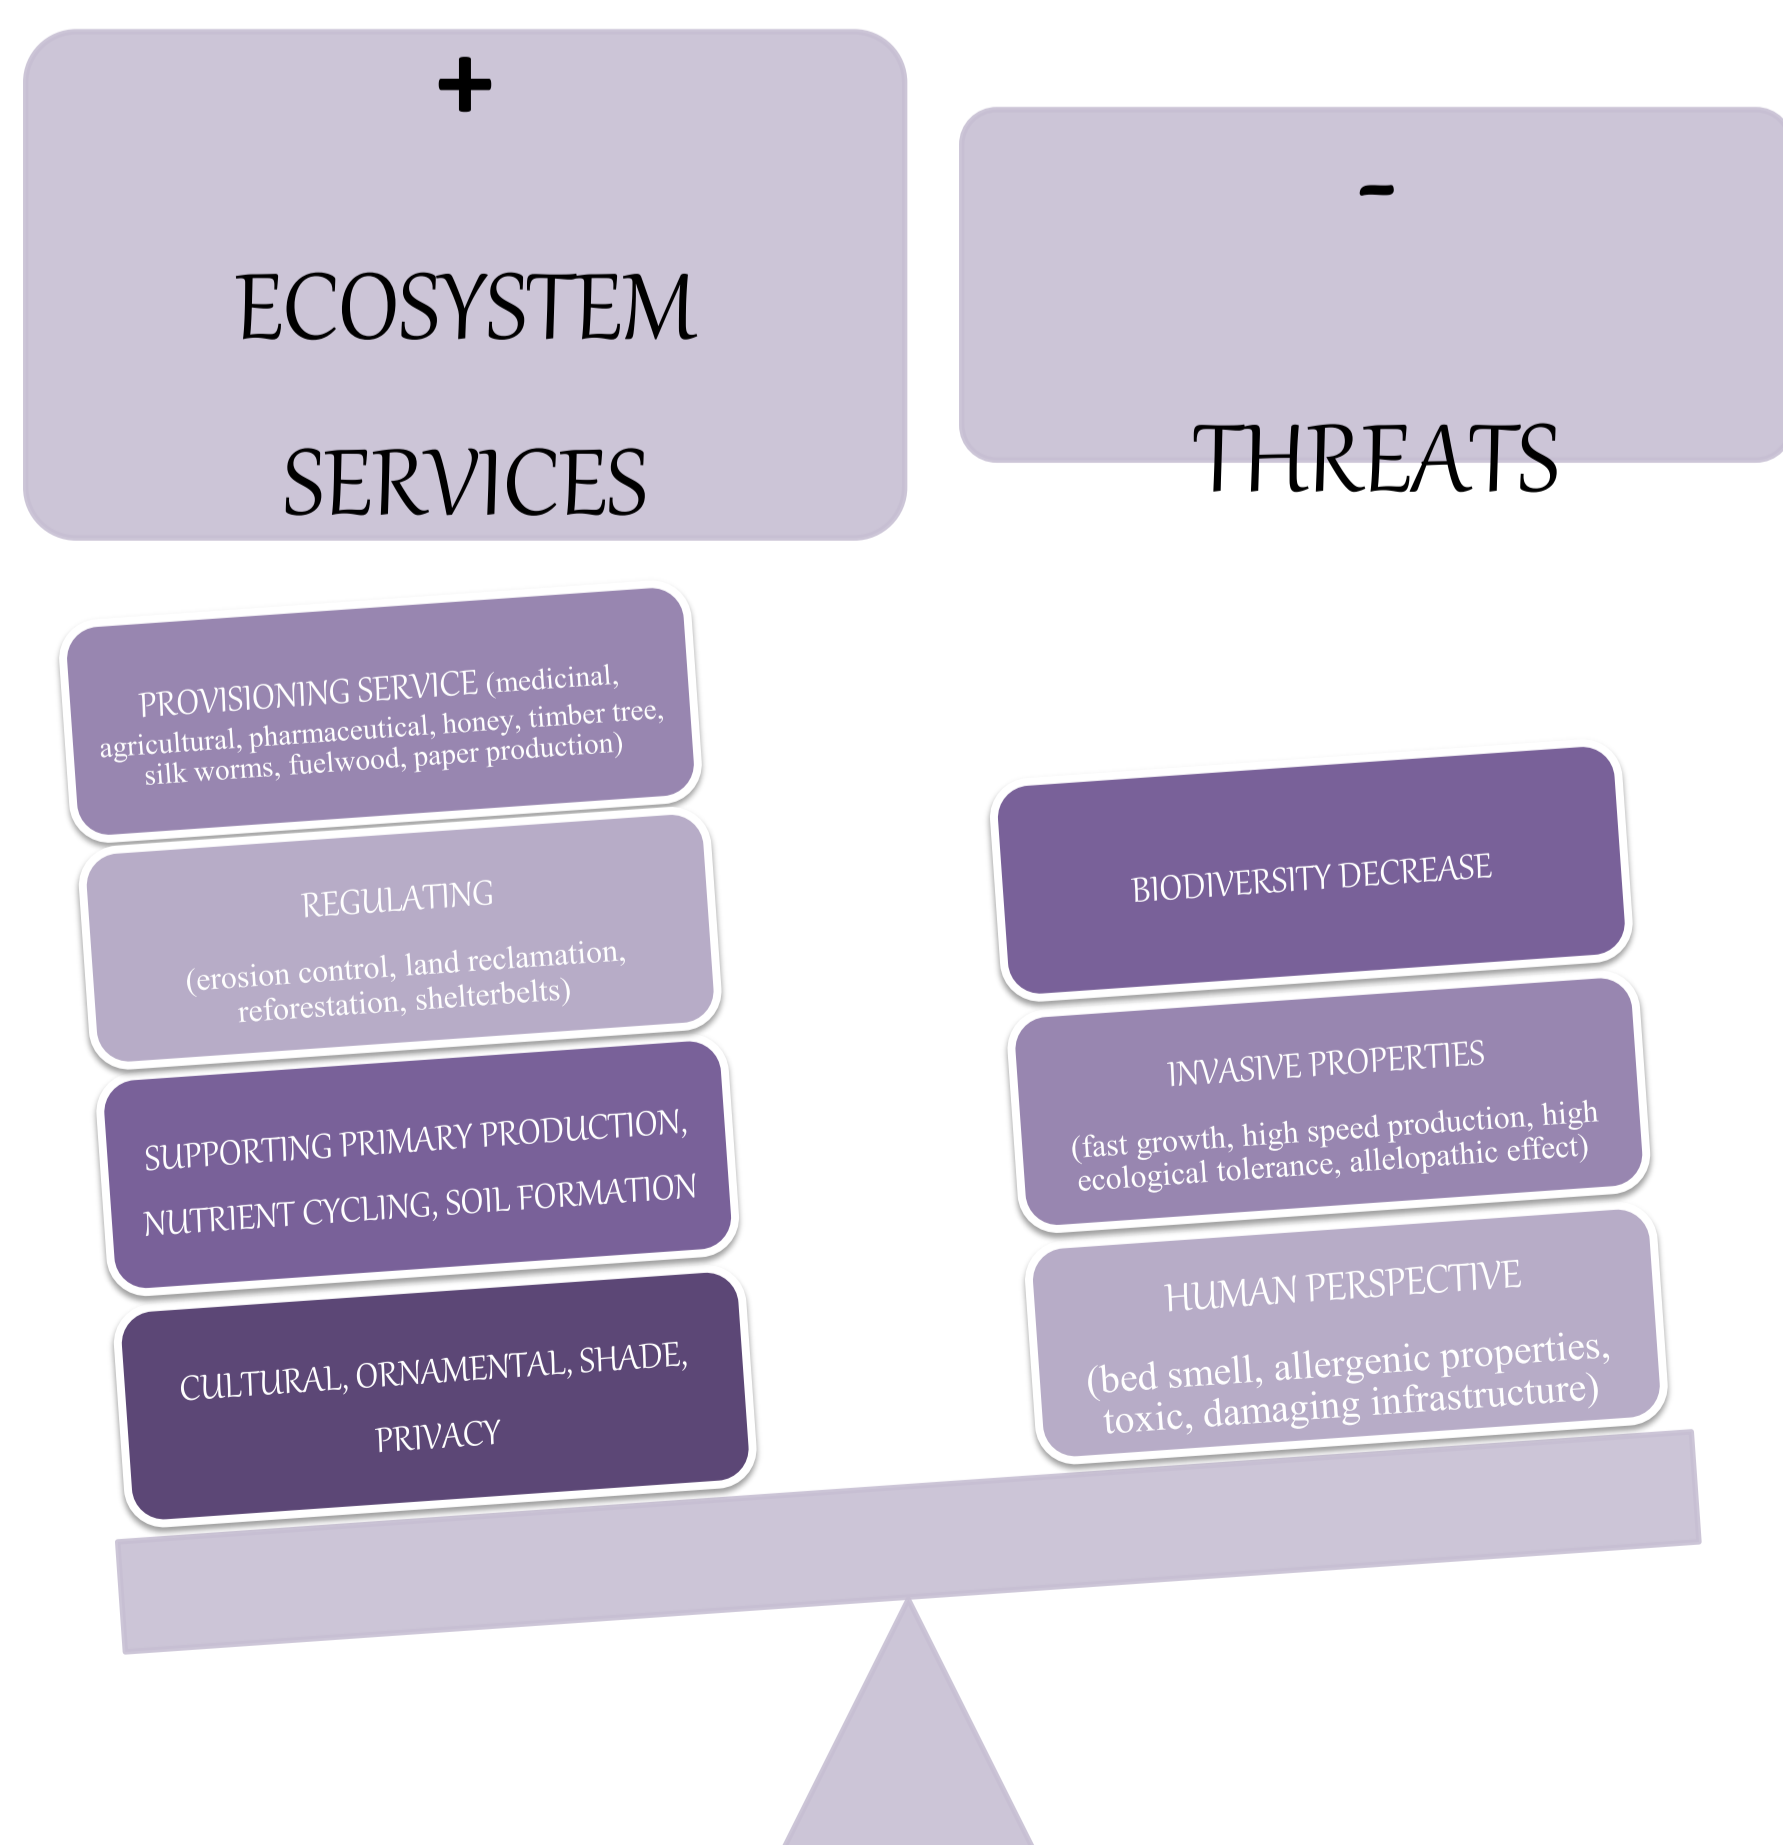 +
ECOSYSTEM
SERVICES
PROVISIONING SERVICE (medicinal,
agricultural, pharmaceutical, honey, timber tree,
silk worms, fuelwood, paper production)
REGULATING
(erosion control, land reclamation,
reforestation, shelterbelts)
SUPPORTING PRIMARY PRODUCTION,
NUTRIENT CYCLING, SOIL FORMATION
CULTURAL, ORNAMENTAL, SHADE,
PRIVACY
-
THREATS
BIODIVERSITY DECREASE
INVASIVE PROPERTIES
(fast growth, high speed production, high
ecological tolerance, allelopathic effect)
HUMAN PERSPECTIVE
(bed smell, allergenic properties,
toxic, damaging infrastructure)